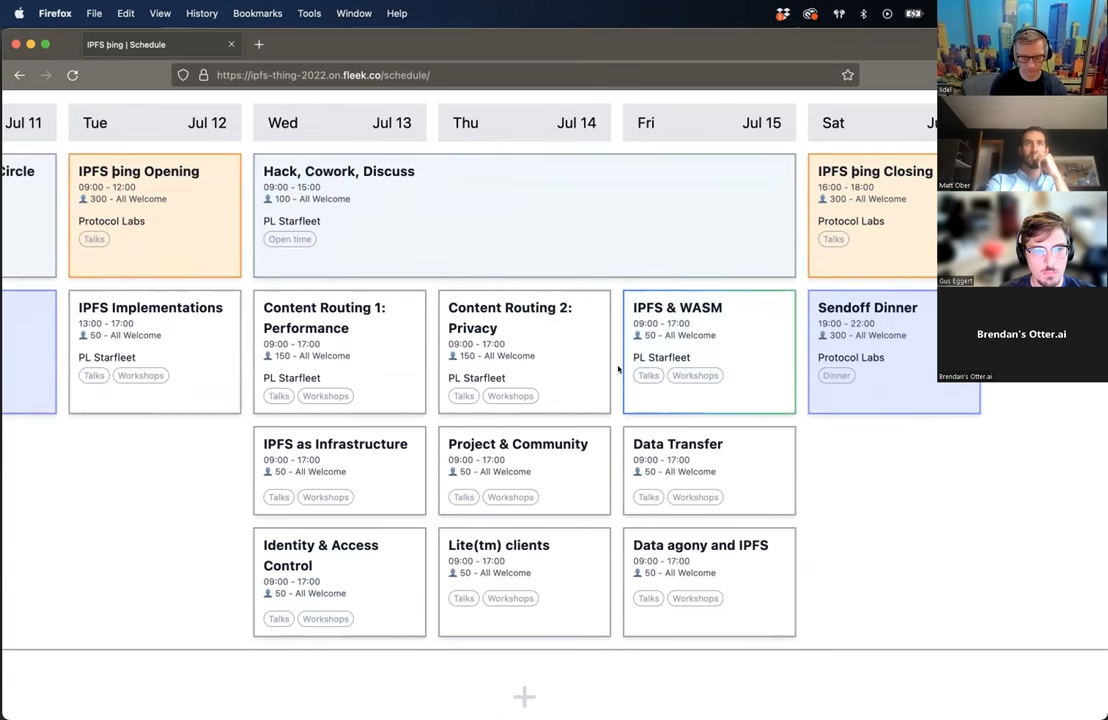 Firefox File Edit View History Bookmarks Tools Window Help
IPFS þing | Schedule
https://ipfs-thing-2022.on.fleek.co/schedule/
Jul 11
Tue Jul 12
Wed Jul 13
Thu Jul 14
Fri Jul 15
Sat
Circle
IPFS þing Opening
09:00 - 12:00
300 - All Welcome
Protocol Labs
Talks
Hack, Cowork, Discuss
09:00 - 15:00
100 - All Welcome
PL Starfleet
Open time
IPFS þing Closing
16:00 - 18:00
300 - All Welcome
Protocol Labs
Talks
IPFS Implementations
13:00 - 17:00
50 - All Welcome
PL Starfleet
Talks Workshops
Content Routing 1:
Performance
09:00 - 17:00
150 - All Welcome
PL Starfleet
Talks Workshops
Content Routing 2:
Privacy
09:00 - 17:00
150 - All Welcome
PL Starfleet
Talks Workshops
IPFS & WASM
09:00 - 17:00
50 - All Welcome
PL Starfleet
Talks Workshops
Sendoff Dinner
19:00 - 22:00
300 - All Welcome
Protocol Labs
Dinner
IPFS as Infrastructure
09:00 - 17:00
50 - All Welcome
Talks Workshops
Project & Community
09:00 - 17:00
50 - All Welcome
Talks Workshops
Data Transfer
09:00 - 17:00
50 - All Welcome
Talks Workshops
Identity & Access
Control
09:00 - 17:00
50 - All Welcome
Talks Workshops
Lite(tm) clients
09:00 - 17:00
50 - All Welcome
Talks Workshops
Data agony and IPFS
09:00 - 17:00
50 - All Welcome
Talks Workshops
lidel
Matt Ober
Gus Eggert
Brendan's Otter.ai
Brendan's Otter.ai